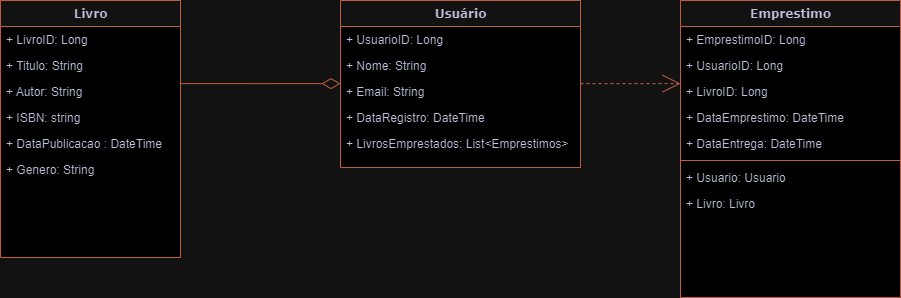 Livro
+ LivroID: Long
+ Titulo: String
+ Autor: String
+ ISBN: string
+ DataPublicacao : DateTime
+ Genero: String
Usuário
+ UsuarioID: Long
+ Nome: String
+ Email: String
+ DataRegistro: DateTime
+ LivrosEmprestados: List<Emprestimos>
Emprestimo
+ EmprestimoID: Long
+ UsuarioID: Long
+ LivroID: Long
+ DataEmprestimo: DateTime
+ DataEntrega: DateTime
+ Usuario: Usuario
+ Livro: Livro